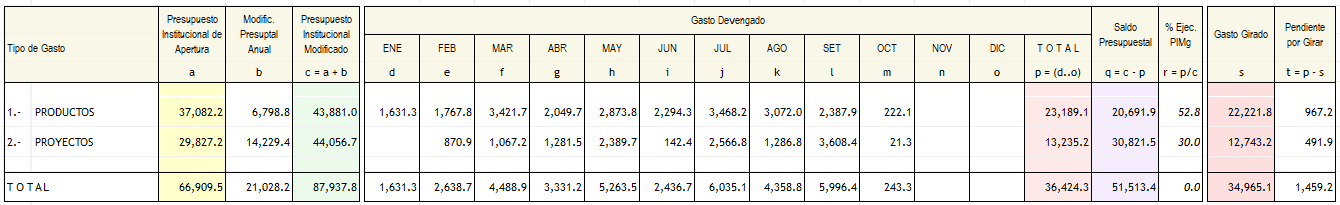 Tipo de Gasto Presupuesto Institucional de Apertura Modific. Presuptal Anual Presupuesto Institucional Modificado Gasto Devengado Saldo Presupuestal % Ejec. PIMg Gasto Girado Pendiente por Girar
ENE FEB MAR ABR MAY JUN JUL AGO SET OCT NOV DIC T O T A L
a b c = a + b d e f g h i j k l m n o p = (d..o) q = c - p r = p/c s t = p - s
1.- PRODUCTOS 37,082.2 6,798.8 43,881.0 1,631.3 1,767.8 3,421.7 2,049.7 2,873.8 2,294.3 3,468.2 3,072.0 2,387.9 222.1 23,189.1 20,691.9 52.8 22,221.8 967.2
2.- PROYECTOS 29,827.2 14,229.4 44,056.7 870.9 1,067.2 1,281.5 2,389.7 142.4 2,566.8 1,286.8 3,608.4 21.3 13,235.2 30,821.5 30.0 12,743.2 491.9
T O T A L 66,909.5 21,028.2 87,937.8 1,631.3 2,638.7 4,488.9 3,331.2 5,263.5 2,436.7 6,035.1 4,358.8 5,996.4 243.3 36,424.3 51,513.4 0.0 34,965.1 1,459.2